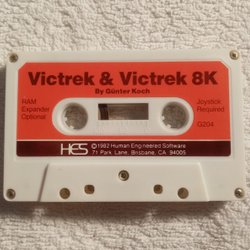 Victrek & Victrek 8K
By Günter Koch
RAM
Expander
Optional
Joystick
Required
G204
HES
©1982 Human Engineered Software
71 Park Lane, Brisbane, CA 94005